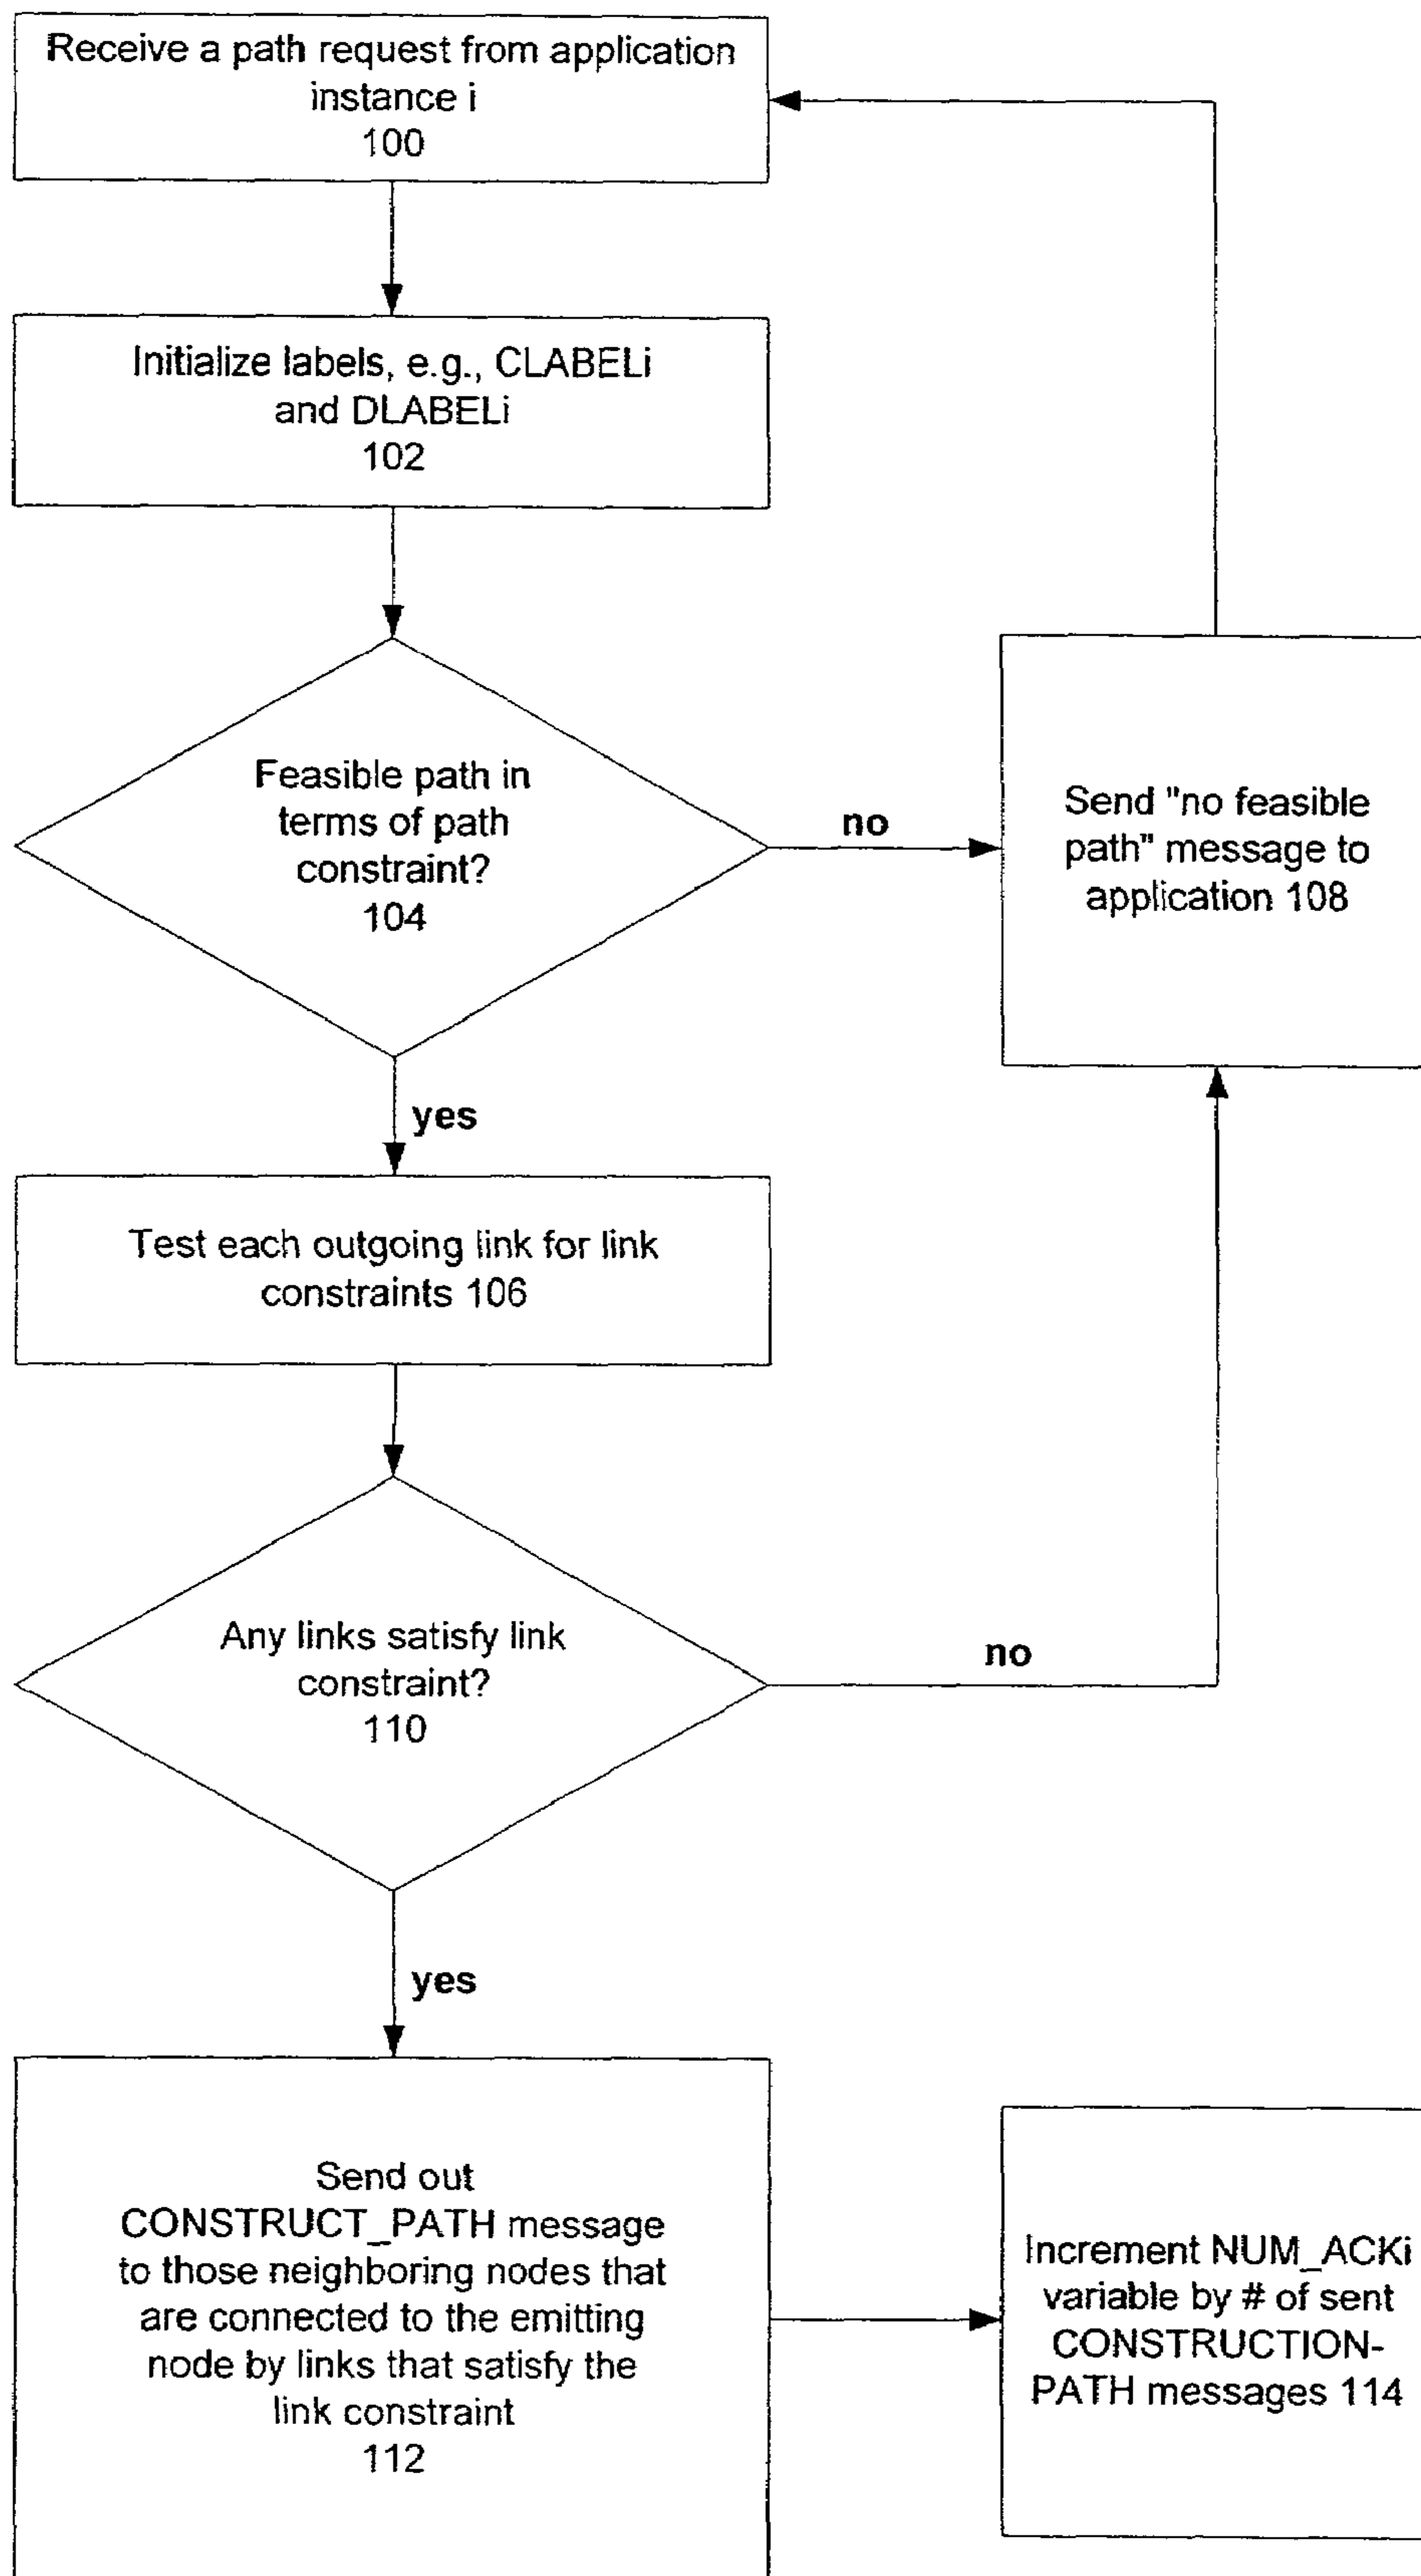 Receive a path request from application
instance i
100
Initialize labels, e.g., CLABELi
and DLABELi
102
Feasible path in
terms of path
constraint?
104
no
Send "no feasible
path" message to
application 108
yes
Test each outgoing link for link
constraints 106
Any links satisfy link
constraint?
110
no
yes
Send out
CONSTRUCT_PATH message
to those neighboring nodes that
are connected to the emitting
node by links that satisfy the
link constraint
112
Increment NUM_ACKi
variable by # of sent
CONSTRUCTION-
PATH messages 114